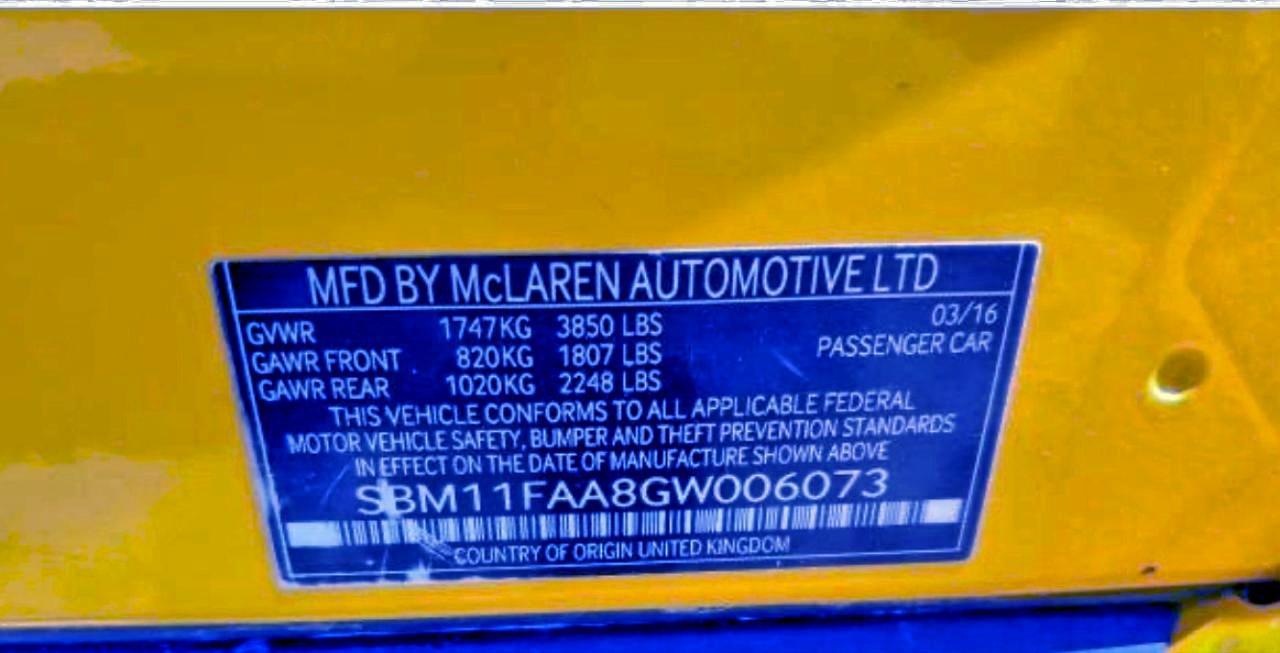 MFD BY McLAREN AUTOMOTIVE LTD
03/16
GVWR 1747KG 3850 LBS
PASSENGER CAR
GAWR FRONT 820KG 1807 LBS
GAWR REAR 1020KG 2248 LBS
THIS VEHICLE CONFORMS TO ALL APPLICABLE FEDERAL
MOTOR VEHICLE SAFETY, BUMPER AND THEFT PREVENTION STANDARDS
IN EFFECT ON THE DATE OF MANUFACTURE SHOWN ABOVE
SBM11FAA8GW006073
COUNTRY OF ORIGIN UNITED KINGDOM